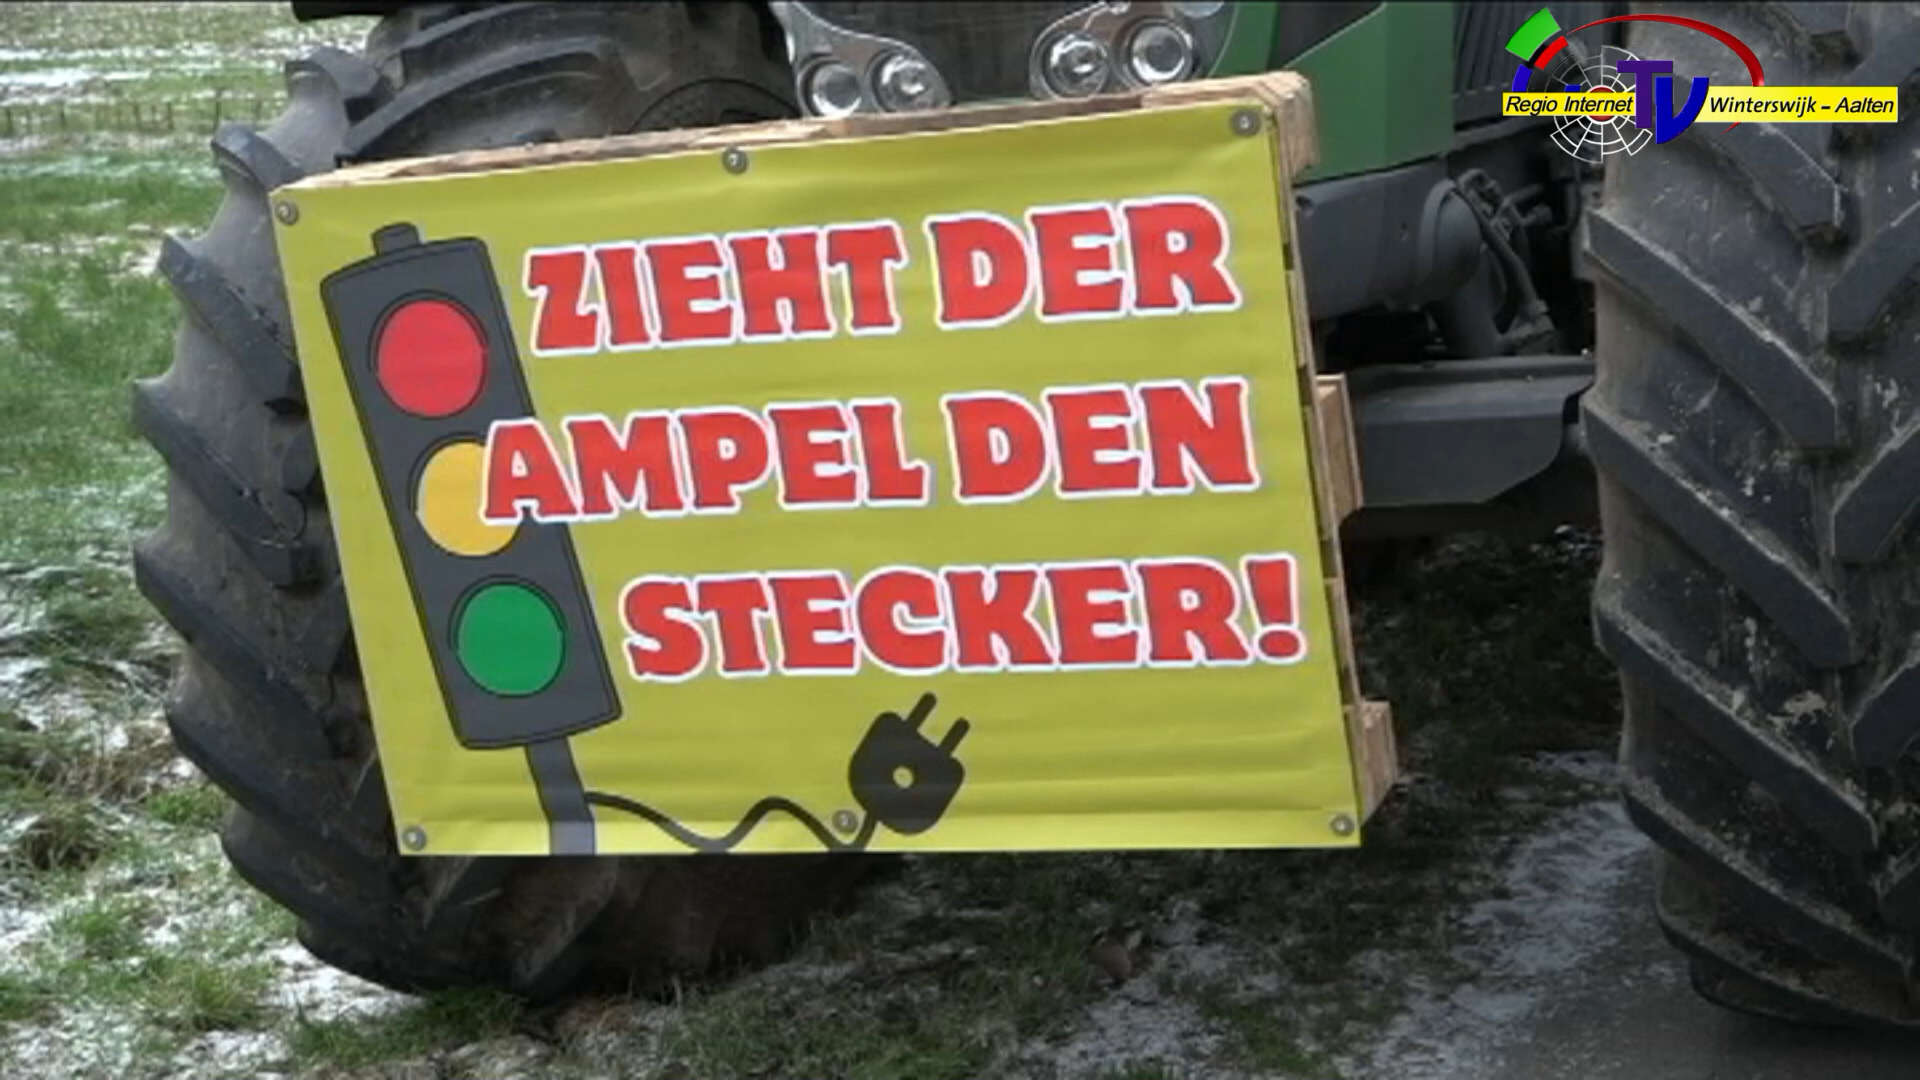 Regio Internet TV Winterswijk - Aalten
ZIEHT DER
AMPEL DEN
STECKER!